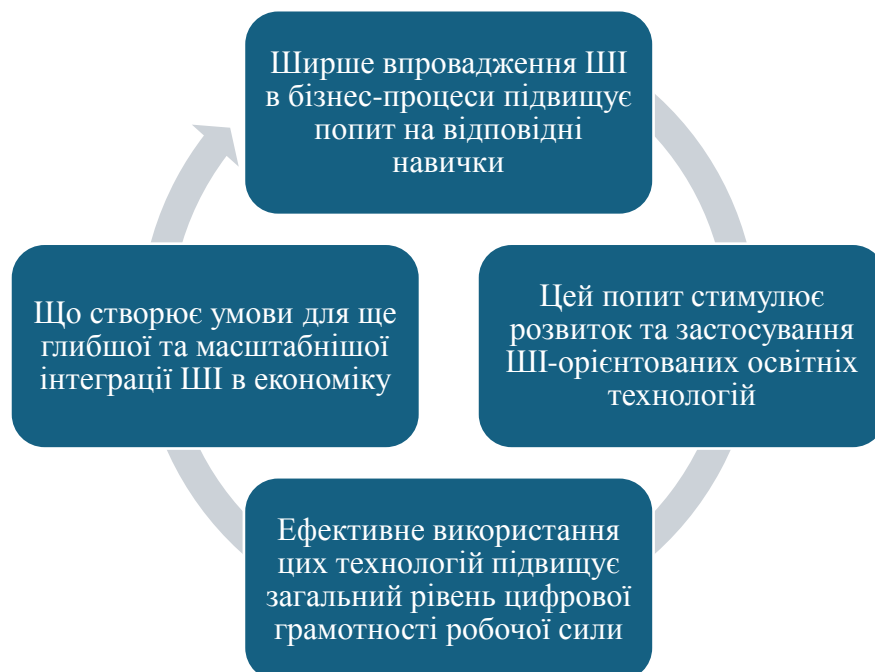 Ширше впровадження ШІ
в бізнес-процеси підвищує
попит на відповідні
навички
Цей попит стимулює
розвиток та застосування
ШІ-орієнтованих освітніх
технологій
Ефективне використання
цих технологій підвищує
загальний рівень цифрової
грамотності робочої сили
Що створює умови для ще
глибшої та масштабнішої
інтеграції ШІ в економіку